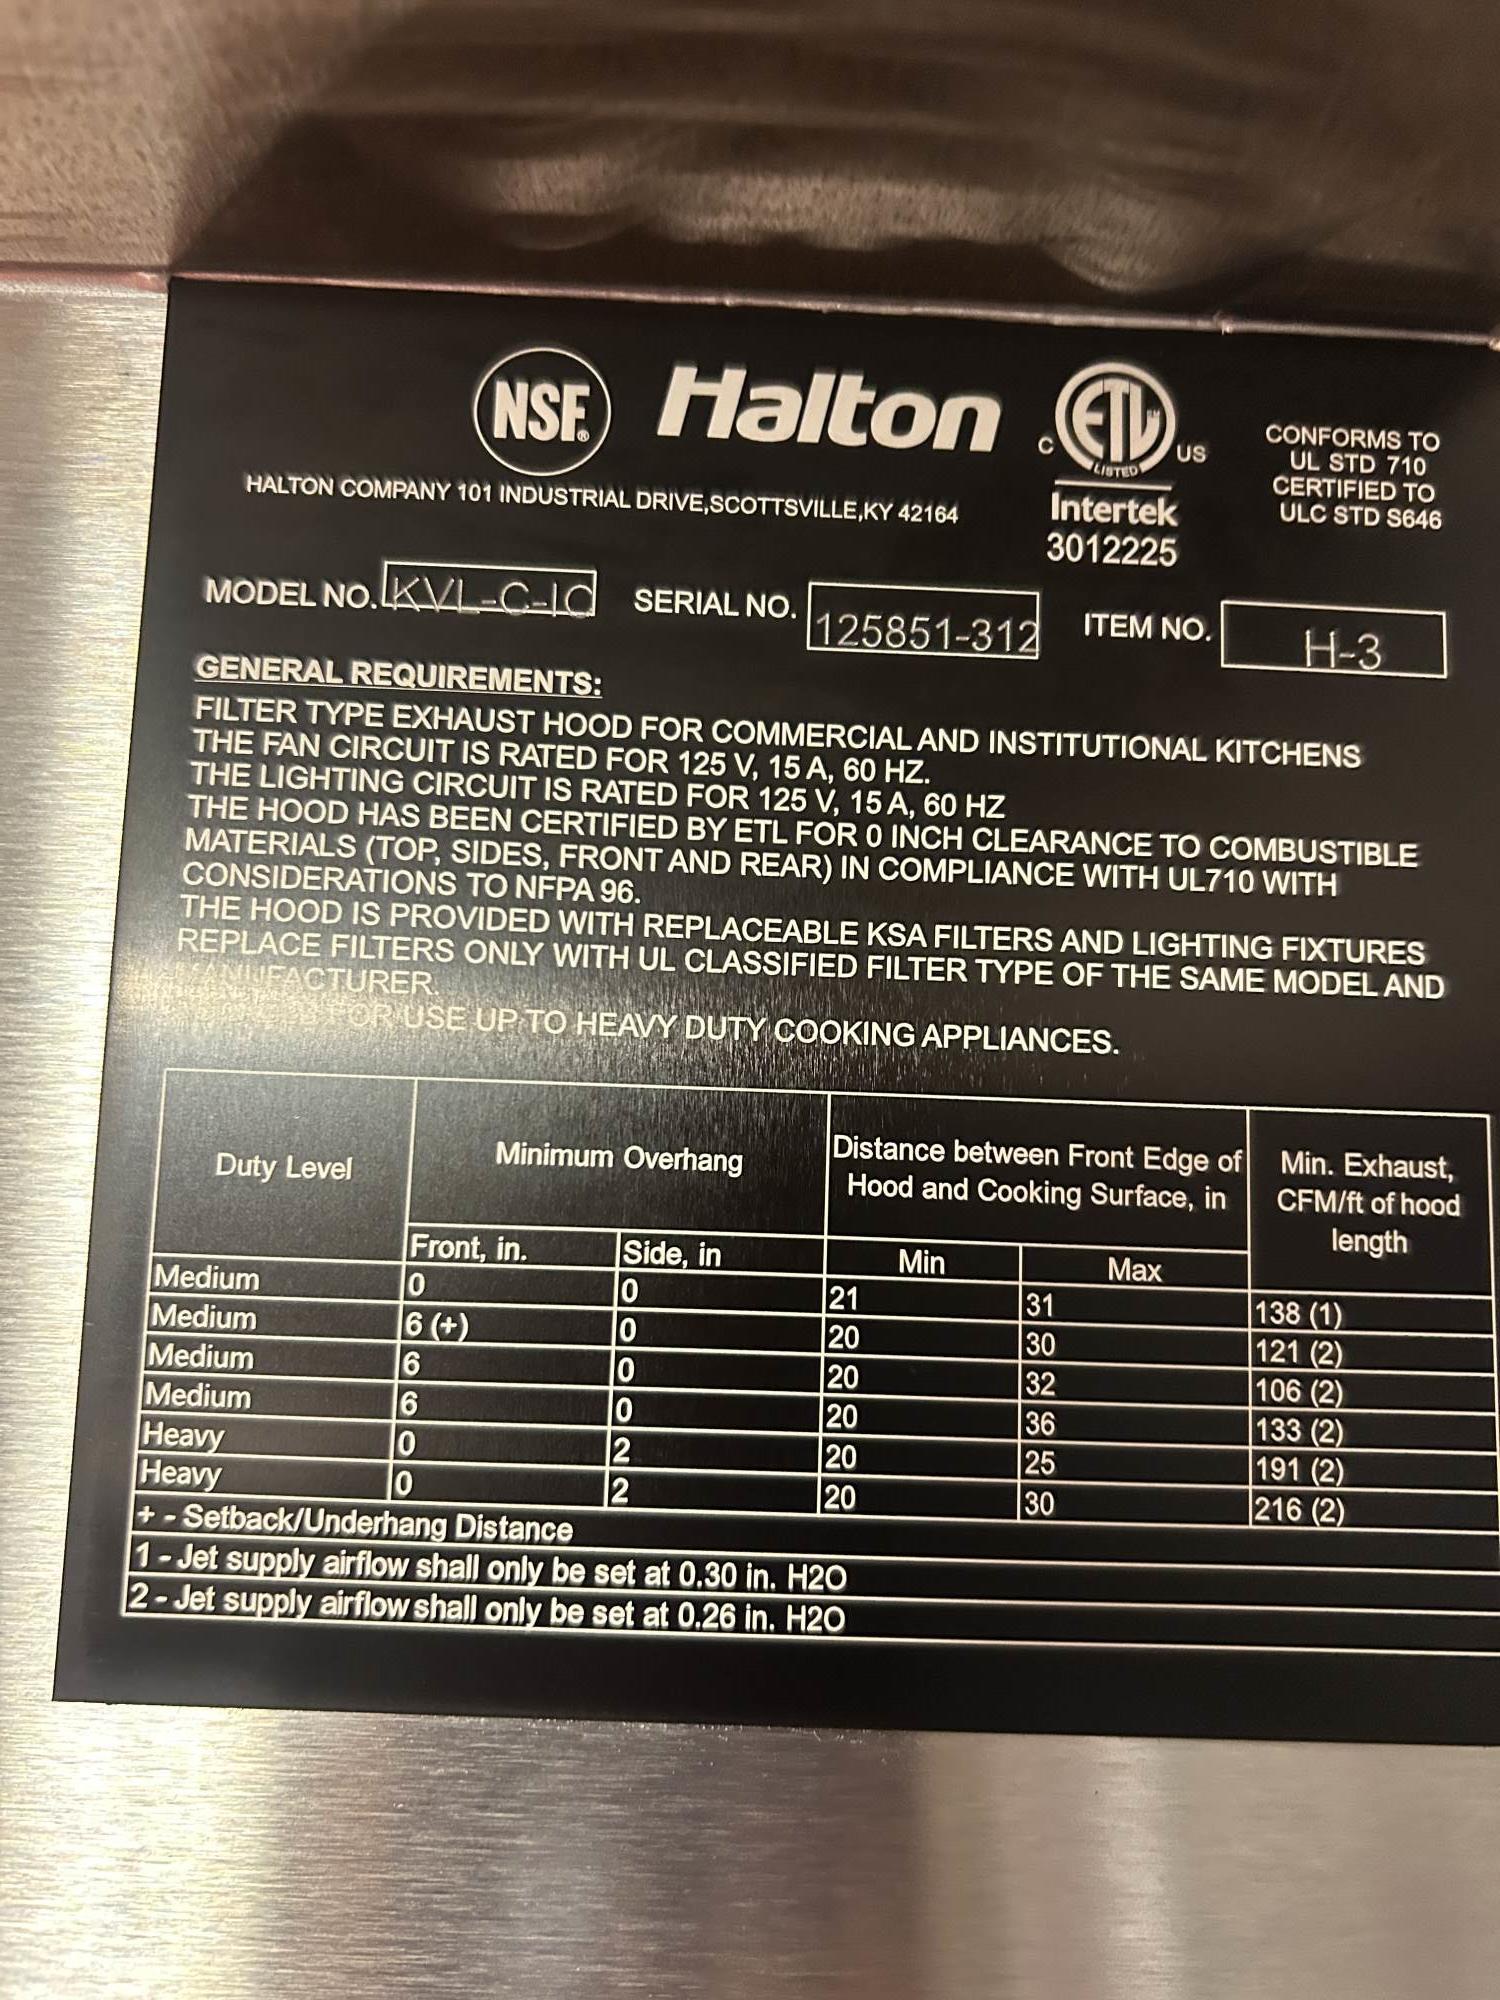 NSF®
Halton
C ETL US
LISTED
Intertek
3012225
CONFORMS TO
UL STD 710
CERTIFIED TO
ULC STD S646
HALTON COMPANY 101 INDUSTRIAL DRIVE,SCOTTSVILLE,KY 42164
MODEL NO. KVL-C-IC SERIAL NO. 125851-312 ITEM NO. H-3
GENERAL REQUIREMENTS:
FILTER TYPE EXHAUST HOOD FOR COMMERCIAL AND INSTITUTIONAL KITCHENS
THE FAN CIRCUIT IS RATED FOR 125 V, 15 A, 60 HZ.
THE LIGHTING CIRCUIT IS RATED FOR 125 V, 15 A, 60 HZ
THE HOOD HAS BEEN CERTIFIED BY ETL FOR 0 INCH CLEARANCE TO COMBUSTIBLE
MATERIALS (TOP, SIDES, FRONT AND REAR) IN COMPLIANCE WITH UL710 WITH
CONSIDERATIONS TO NFPA 96.
THE HOOD IS PROVIDED WITH REPLACEABLE KSA FILTERS AND LIGHTING FIXTURES
REPLACE FILTERS ONLY WITH UL CLASSIFIED FILTER TYPE OF THE SAME MODEL AND
MANUFACTURER.
FOR USE UP TO HEAVY DUTY COOKING APPLIANCES.
Duty Level Minimum Overhang Distance between Front Edge of Hood and Cooking Surface, in Min. Exhaust, CFM/ft of hood length
Front, in. Side, in Min Max
Medium 0 0 21 31 138 (1)
Medium 6 (+) 0 20 30 121 (2)
Medium 6 0 20 32 106 (2)
Medium 6 0 20 36 133 (2)
Heavy 0 2 20 25 191 (2)
Heavy 0 2 20 30 216 (2)
+ - Setback/Underhang Distance
1 - Jet supply airflow shall only be set at 0.30 in. H2O
2 - Jet supply airflow shall only be set at 0.26 in. H2O